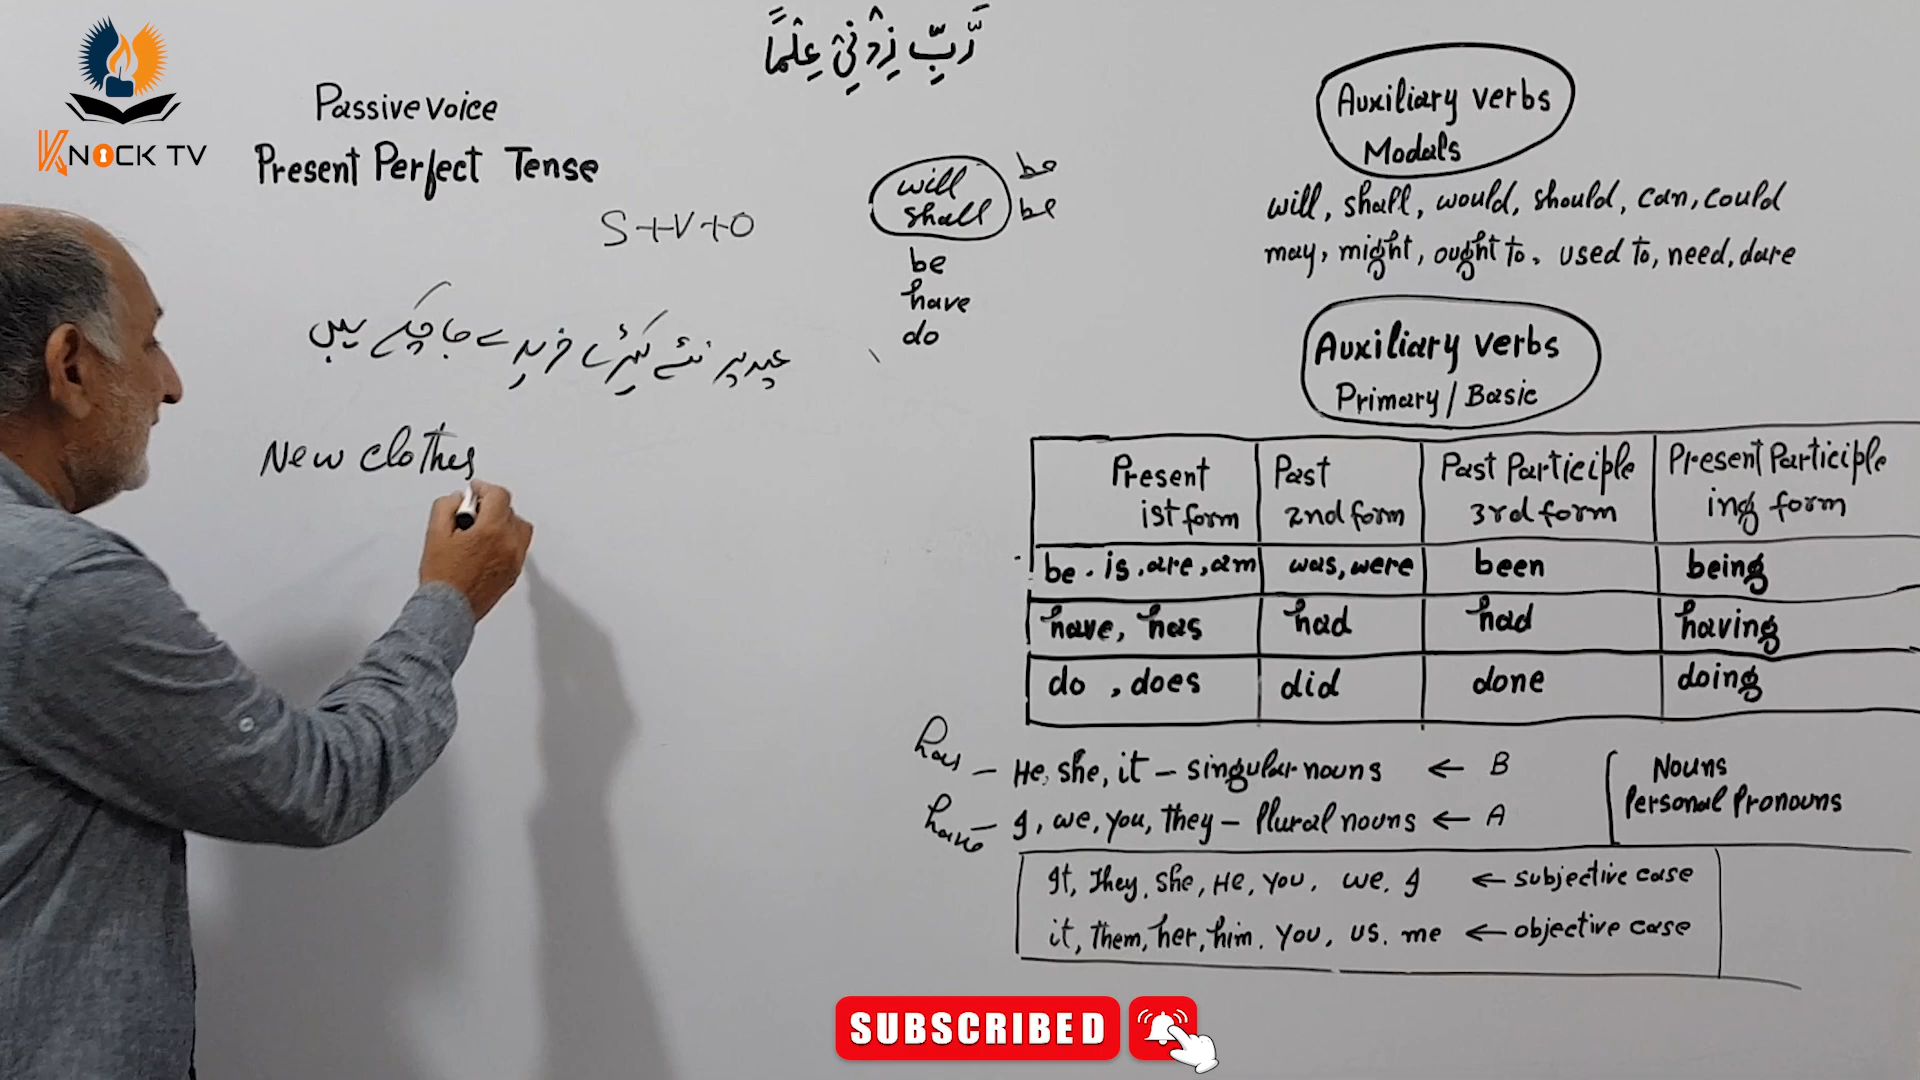 رَّبِّ زِدْنِیْ عِلْمًا
KNOCK TV
Passive Voice
Present Perfect Tense
S+V+O
عید پر نئے کپڑے خریدے جا چکے ہیں
New clothes
will be
shall be
be
have
do
Auxiliary verbs
Modals
will, shall, would, should, can, could
may, might, ought to, used to, need, dare
Auxiliary verbs
Primary/Basic
Present Past Past Participle Present Participle
ist form 2nd form 3rd form ing form
be . is . are , am was, were been being
have, has had had having
do , does did done doing
has – He, she, it – singular nouns ← B
have – I, we, you, They – Plural nouns ← A
Nouns
Personal Pronouns
It, They, She, He, You, we, I ← subjective case
it, Them, her, him, You, us, me ← objective case
SUBSCRIBED